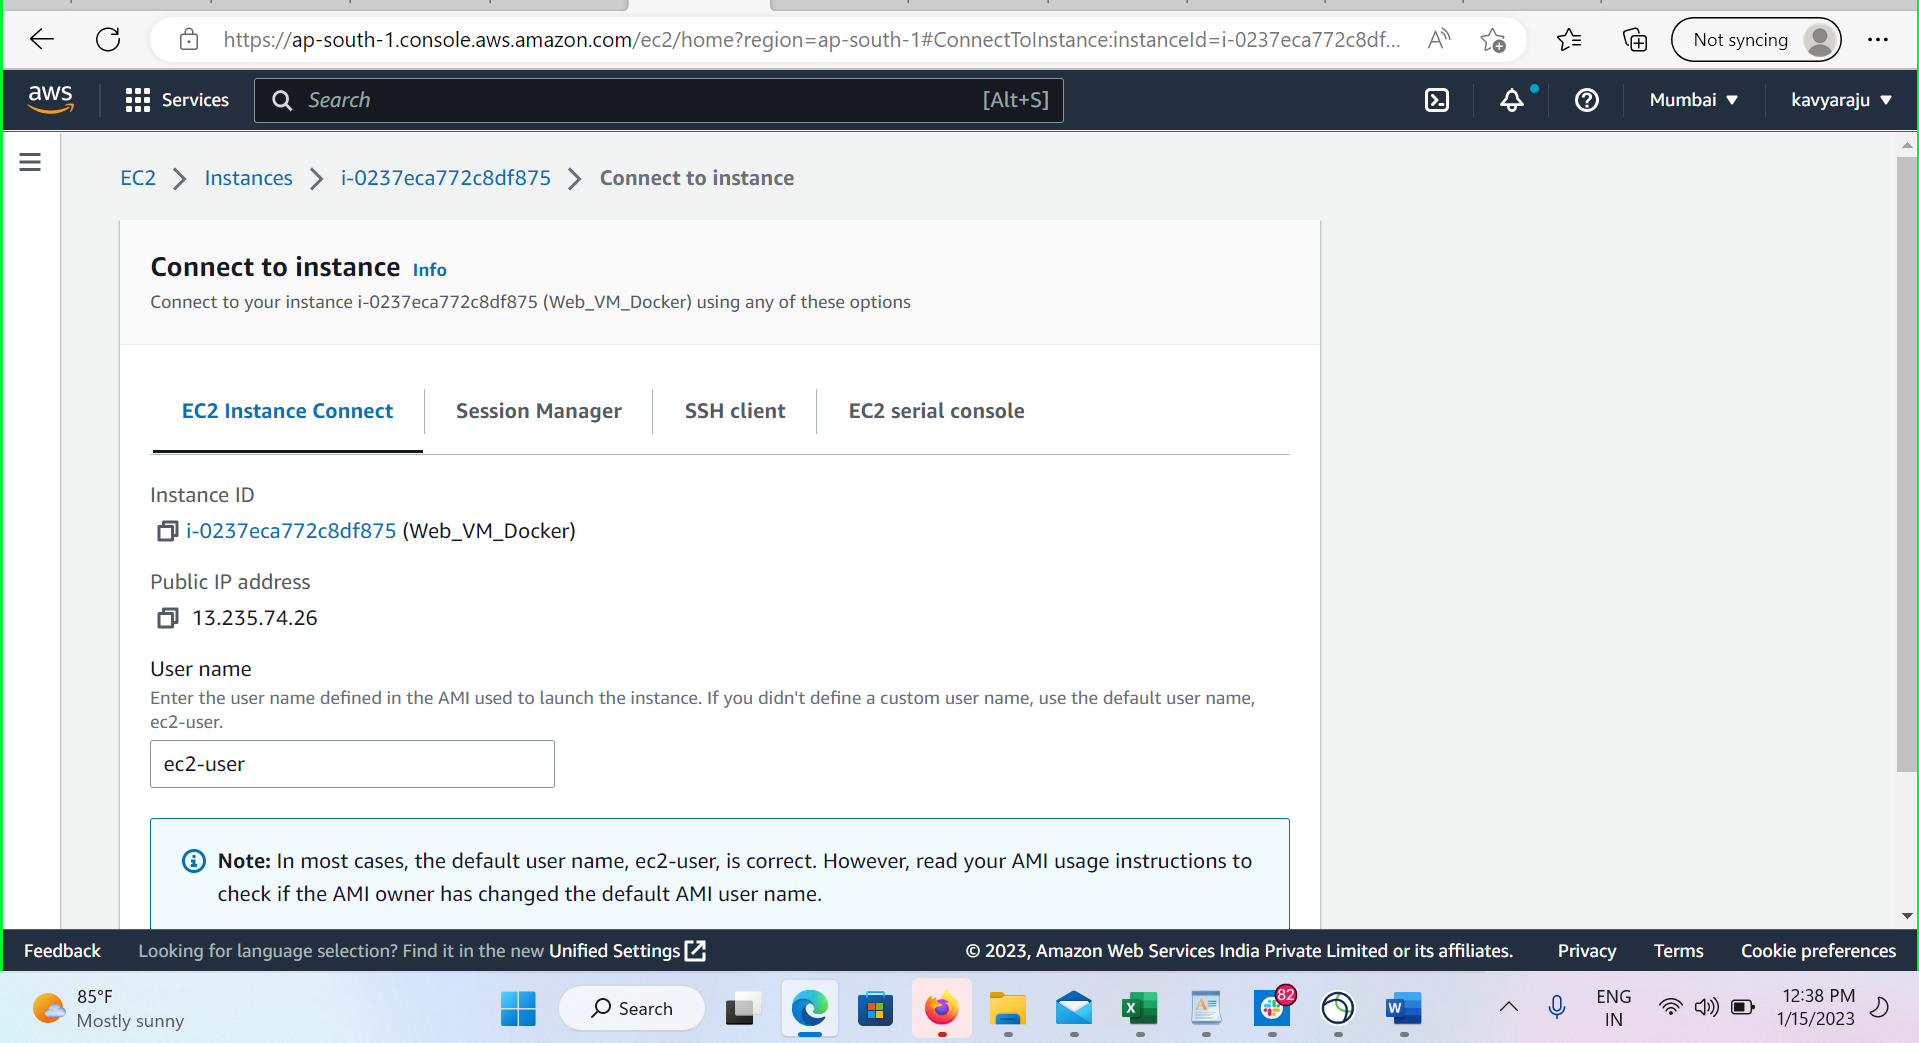 https://ap-south-1.console.aws.amazon.com/ec2/home?region=ap-south-1#ConnectToInstance:instanceId=i-0237eca772c8df...
Not syncing
aws
Services
Search
[Alt+S]
Mumbai
kavyaraju
EC2
Instances
i-0237eca772c8df875
Connect to instance
Connect to instance Info
Connect to your instance i-0237eca772c8df875 (Web_VM_Docker) using any of these options
EC2 Instance Connect
Session Manager
SSH client
EC2 serial console
Instance ID
i-0237eca772c8df875 (Web_VM_Docker)
Public IP address
13.235.74.26
User name
Enter the user name defined in the AMI used to launch the instance. If you didn't define a custom user name, use the default user name,
ec2-user.
ec2-user
Note: In most cases, the default user name, ec2-user, is correct. However, read your AMI usage instructions to
check if the AMI owner has changed the default AMI user name.
Feedback
Looking for language selection? Find it in the new Unified Settings
© 2023, Amazon Web Services India Private Limited or its affiliates.
Privacy
Terms
Cookie preferences
85°F
Mostly sunny
Search
82
ENG
IN
12:38 PM
1/15/2023